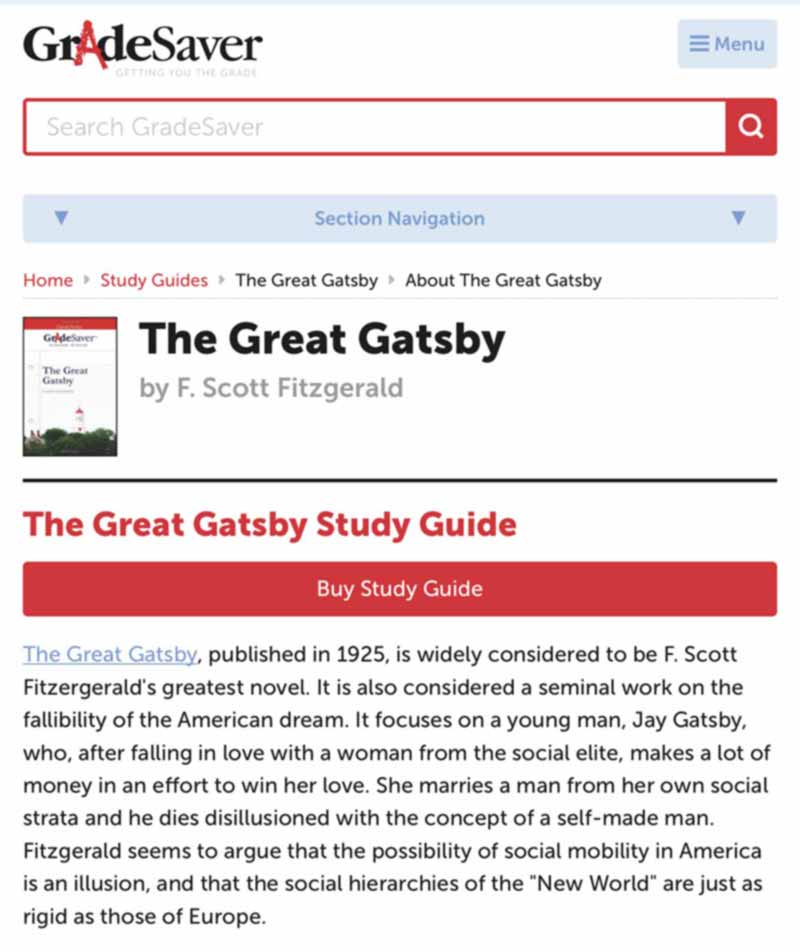 GrAdeSaver
GETTING YOU THE GRADE
Menu
Search GradeSaver
Section Navigation
Home Study Guides The Great Gatsby About The Great Gatsby
GrAdeSaver
The Great
Gatsby
The Great Gatsby
by F. Scott Fitzgerald
The Great Gatsby Study Guide
Buy Study Guide
The Great Gatsby, published in 1925, is widely considered to be F. Scott
Fitzergerald's greatest novel. It is also considered a seminal work on the
fallibility of the American dream. It focuses on a young man, Jay Gatsby,
who, after falling in love with a woman from the social elite, makes a lot of
money in an effort to win her love. She marries a man from her own social
strata and he dies disillusioned with the concept of a self-made man.
Fitzgerald seems to argue that the possibility of social mobility in America
is an illusion, and that the social hierarchies of the "New World" are just as
rigid as those of Europe.